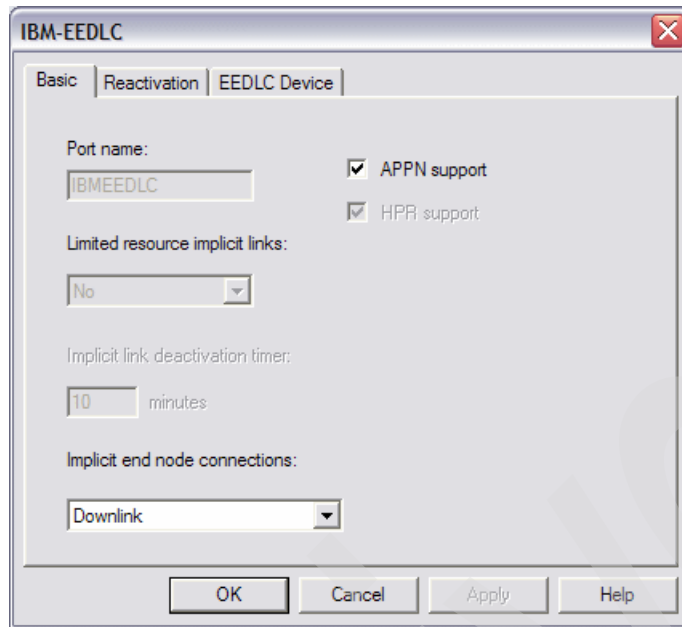 IBM-EEDLC
Basic Reactivation EEDLC Device
Port name:
IBMEEDLC
APPN support
HPR support
Limited resource implicit links:
No
Implicit link deactivation timer:
10 minutes
Implicit end node connections:
Downlink
OK Cancel Apply Help